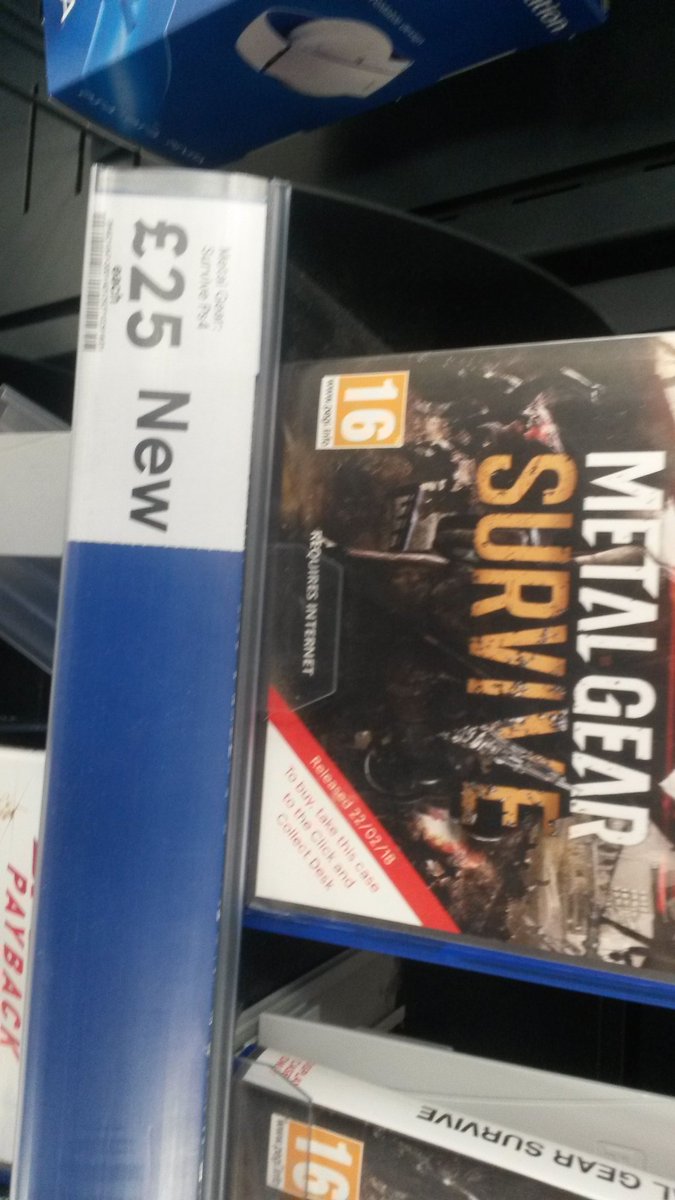 Metal Gear:
Survive Ps4
£25 New
each
METAL GEAR
SURVIVE
16
www.pegi.info
REQUIRES INTERNET
Released 22/02/18
To buy, take this case
to the Click and
Collect Desk
PAYBACK
L GEAR SURVIVE
16